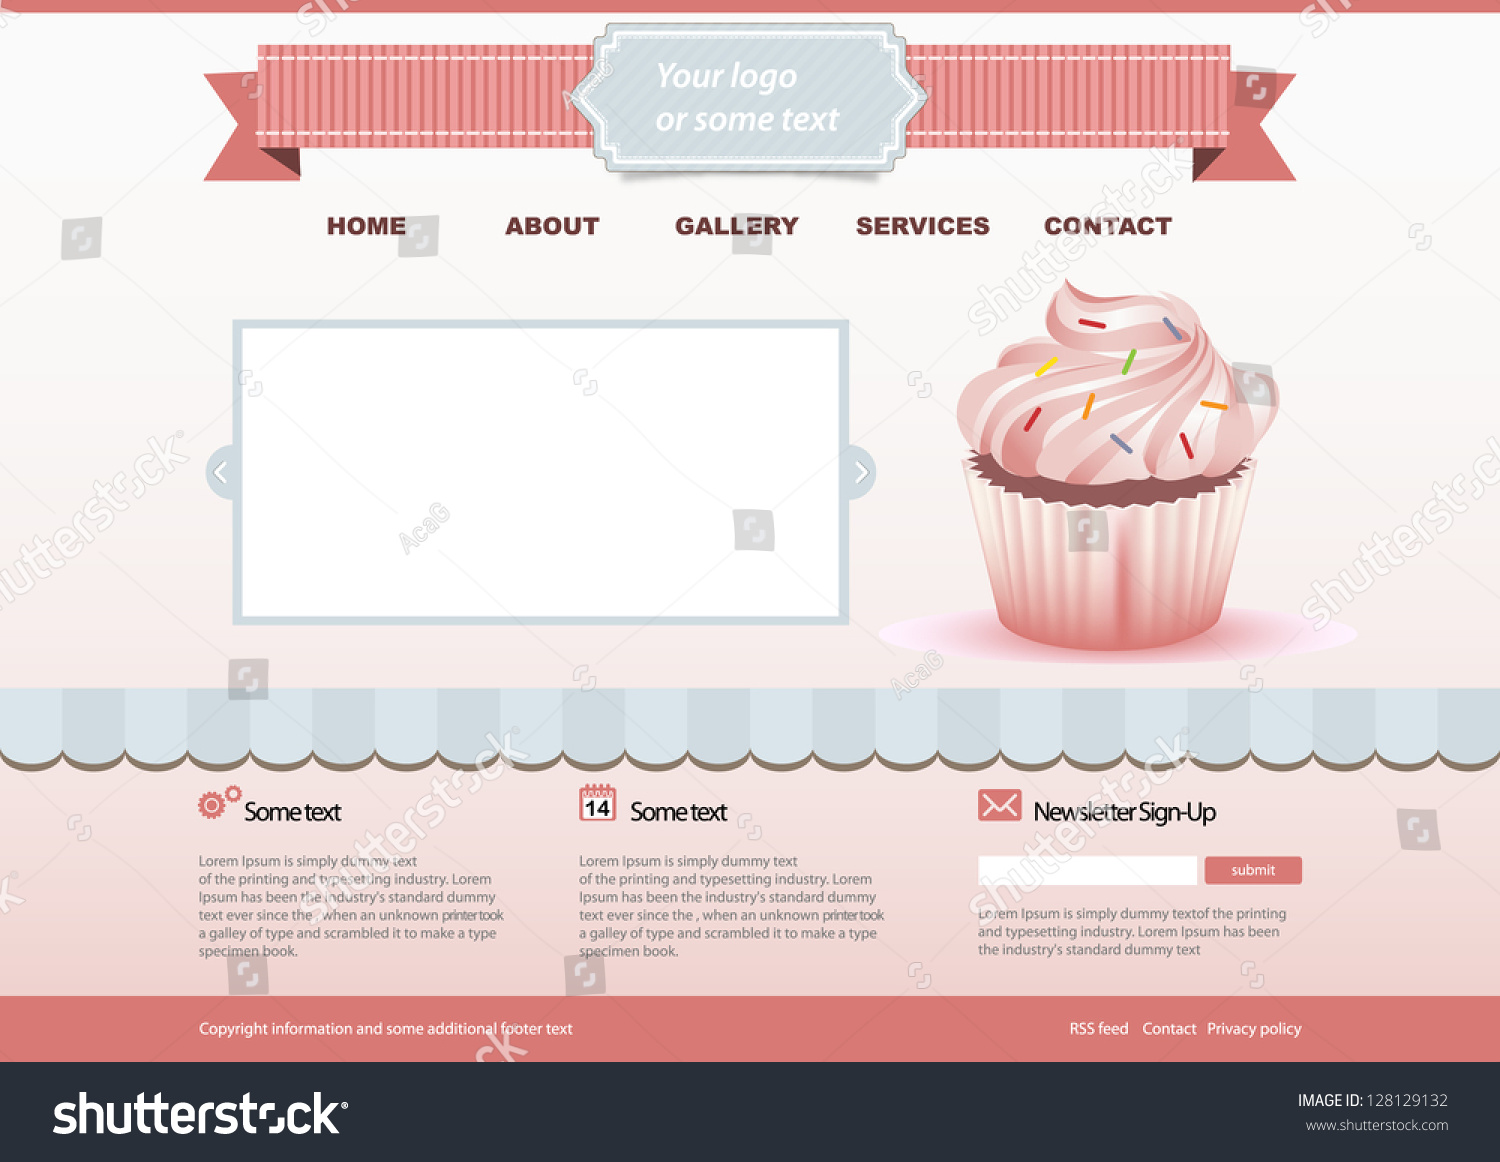 Your logo
or some text
HOME ABOUT GALLERY SERVICES CONTACT
Some text
Lorem Ipsum is simply dummy text
of the printing and typesetting industry. Lorem
Ipsum has been the industry's standard dummy
text ever since the , when an unknown printer took
a galley of type and scrambled it to make a type
specimen book.
14
Some text
Lorem Ipsum is simply dummy text
of the printing and typesetting industry. Lorem
Ipsum has been the industry's standard dummy
text ever since the , when an unknown printer took
a galley of type and scrambled it to make a type
specimen book.
Newsletter Sign-Up
submit
Lorem Ipsum is simply dummy textof the printing
and typesetting industry. Lorem Ipsum has been
the industry's standard dummy text
Copyright information and some additional footer text
RSS feed Contact Privacy policy
shutterstock
AcaG
shutterstock
IMAGE ID: 128129132
www.shutterstock.com